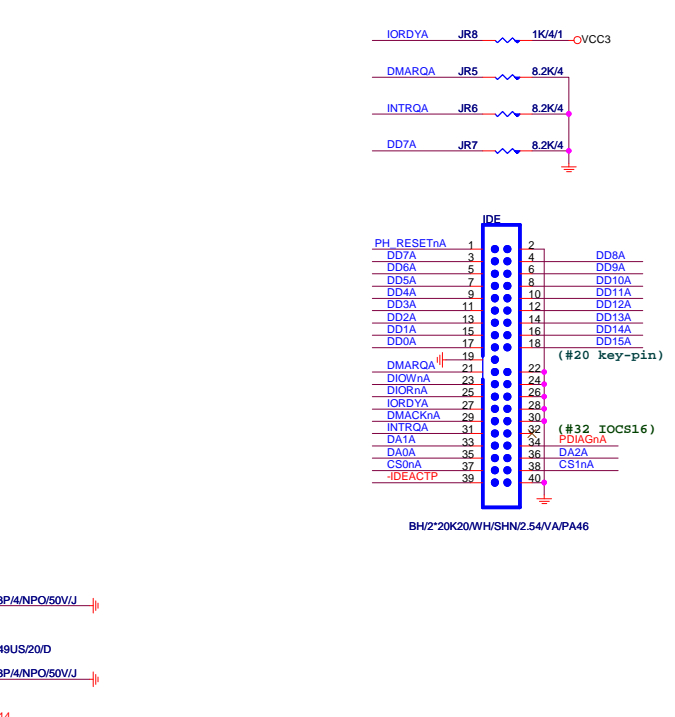 IORDYA JR8 1K/4/1 VCC3
DMARQA JR5 8.2K/4
INTRQA JR6 8.2K/4
DD7A JR7 8.2K/4
IDE
PH_RESETnA 1 2
DD7A 3 4 DD8A
DD6A 5 6 DD9A
DD5A 7 8 DD10A
DD4A 9 10 DD11A
DD3A 11 12 DD12A
DD2A 13 14 DD13A
DD1A 15 16 DD14A
DD0A 17 18 DD15A
19 (#20 key-pin)
DMARQA 21 22
DIOWnA 23 24
DIORnA 25 26
IORDYA 27 28
DMACKnA 29 30
INTRQA 31 32 (#32 IOCS16)
DA1A 33 34 PDIAGnA
DA0A 35 36 DA2A
CS0nA 37 38 CS1nA
-IDEACTP 39 40
BH/2*20K20/WH/SHN/2.54/VA/PA46
P/4/NPO/50V/J
49US/20/D
P/4/NPO/50V/J